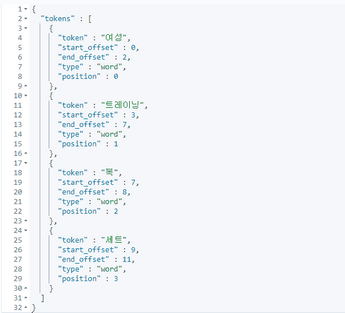 1 {
2 "tokens" : [
3 {
4 "token" : "여성",
5 "start_offset" : 0,
6 "end_offset" : 2,
7 "type" : "word",
8 "position" : 0
9 },
10 {
11 "token" : "트레이닝",
12 "start_offset" : 3,
13 "end_offset" : 7,
14 "type" : "word",
15 "position" : 1
16 },
17 {
18 "token" : "복",
19 "start_offset" : 7,
20 "end_offset" : 8,
21 "type" : "word",
22 "position" : 2
23 },
24 {
25 "token" : "세트",
26 "start_offset" : 9,
27 "end_offset" : 11,
28 "type" : "word",
29 "position" : 3
30 }
31 ]
32 }